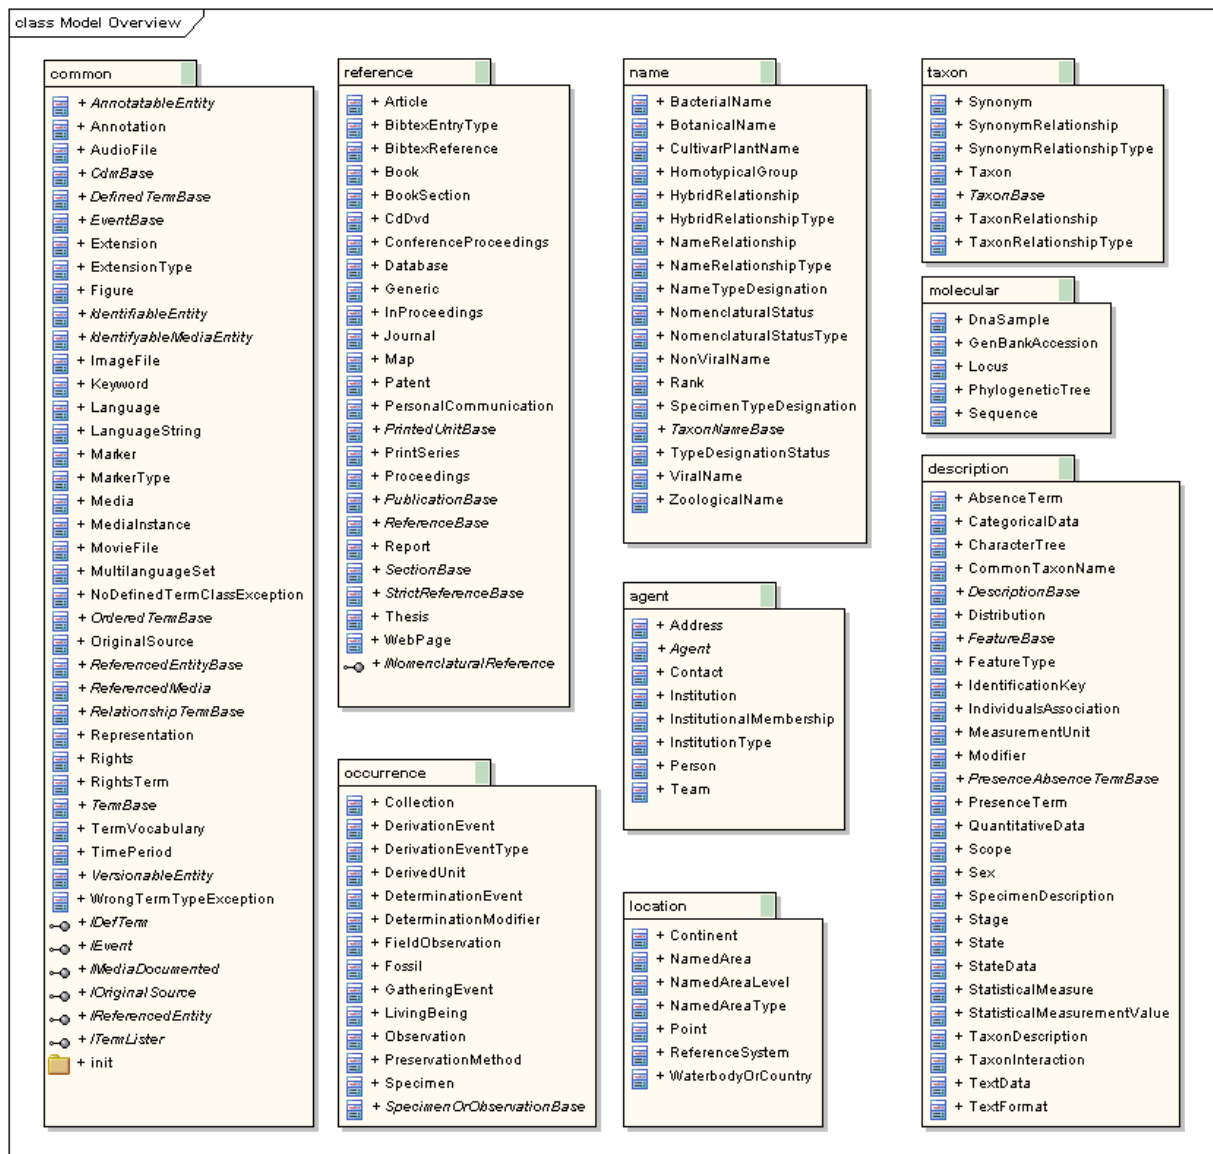 class Model Overview
common
+ AnnotatableEntity
+ Annotation
+ AudioFile
+ CdmBase
+ DefinedTermBase
+ EventBase
+ Extension
+ ExtensionType
+ Figure
+ IdentifiableEntity
+ IdentifyableMediaEntity
+ ImageFile
+ Keyword
+ Language
+ LanguageString
+ Marker
+ MarkerType
+ Media
+ MediaInstance
+ MovieFile
+ MultilanguageSet
+ NoDefinedTermClassException
+ OrderedTermBase
+ OriginalSource
+ ReferencedEntityBase
+ ReferencedMedia
+ RelationshipTermBase
+ Representation
+ Rights
+ RightsTerm
+ TermBase
+ TermVocabulary
+ TimePeriod
+ VersionableEntity
+ WrongTermTypeException
+ IDefTerm
+ IEvent
+ IMediaDocumented
+ IOriginalSource
+ IReferencedEntity
+ ITermLister
+ init
reference
+ Article
+ BibtexEntryType
+ BibtexReference
+ Book
+ BookSection
+ CdDvd
+ ConferenceProceedings
+ Database
+ Generic
+ InProceedings
+ Journal
+ Map
+ Patent
+ PersonalCommunication
+ PrintedUnitBase
+ PrintSeries
+ Proceedings
+ PublicationBase
+ ReferenceBase
+ Report
+ SectionBase
+ StrictReferenceBase
+ Thesis
+ WebPage
+ INomenclaturalReference
occurrence
+ Collection
+ DerivationEvent
+ DerivationEventType
+ DerivedUnit
+ DeterminationEvent
+ DeterminationModifier
+ FieldObservation
+ Fossil
+ GatheringEvent
+ LivingBeing
+ Observation
+ PreservationMethod
+ Specimen
+ SpecimenOrObservationBase
name
+ BacterialName
+ BotanicalName
+ CultivarPlantName
+ HomotypicalGroup
+ HybridRelationship
+ HybridRelationshipType
+ NameRelationship
+ NameRelationshipType
+ NameTypeDesignation
+ NomenclaturalStatus
+ NomenclaturalStatusType
+ NonViralName
+ Rank
+ SpecimenTypeDesignation
+ TaxonNameBase
+ TypeDesignationStatus
+ ViralName
+ ZoologicalName
agent
+ Address
+ Agent
+ Contact
+ Institution
+ InstitutionalMembership
+ InstitutionType
+ Person
+ Team
location
+ Continent
+ NamedArea
+ NamedAreaLevel
+ NamedAreaType
+ Point
+ ReferenceSystem
+ WaterbodyOrCountry
taxon
+ Synonym
+ SynonymRelationship
+ SynonymRelationshipType
+ Taxon
+ TaxonBase
+ TaxonRelationship
+ TaxonRelationshipType
molecular
+ DnaSample
+ GenBankAccession
+ Locus
+ PhylogeneticTree
+ Sequence
description
+ AbsenceTerm
+ CategoricalData
+ CharacterTree
+ CommonTaxonName
+ DescriptionBase
+ Distribution
+ FeatureBase
+ FeatureType
+ IdentificationKey
+ IndividualsAssociation
+ MeasurementUnit
+ Modifier
+ PresenceAbsenceTermBase
+ PresenceTerm
+ QuantitativeData
+ Scope
+ Sex
+ SpecimenDescription
+ Stage
+ State
+ StateData
+ StatisticalMeasure
+ StatisticalMeasurementValue
+ TaxonDescription
+ TaxonInteraction
+ TextData
+ TextFormat